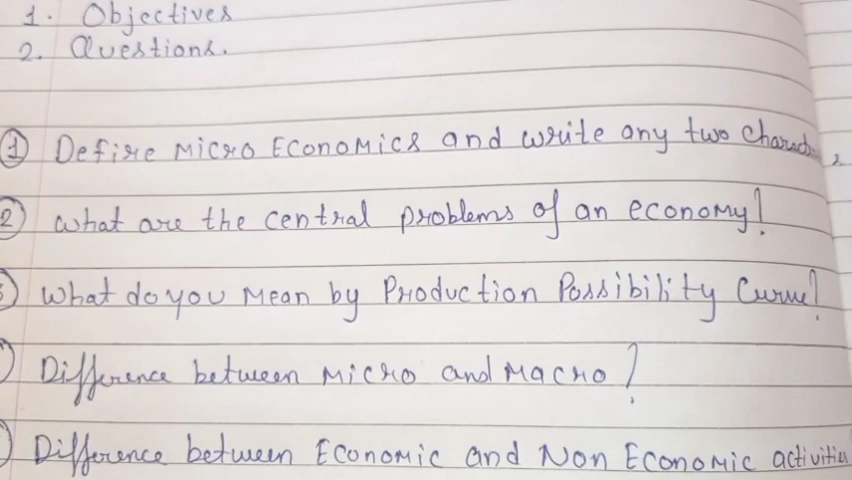 1. Objectives
2. Questions.
① Define Micro Economics and write any two
② What are the central problems of an economy?
What do you Mean by Production Possibility Curve?
Difference between Micro and Macro?
Difference between Economic and Non Economic activities